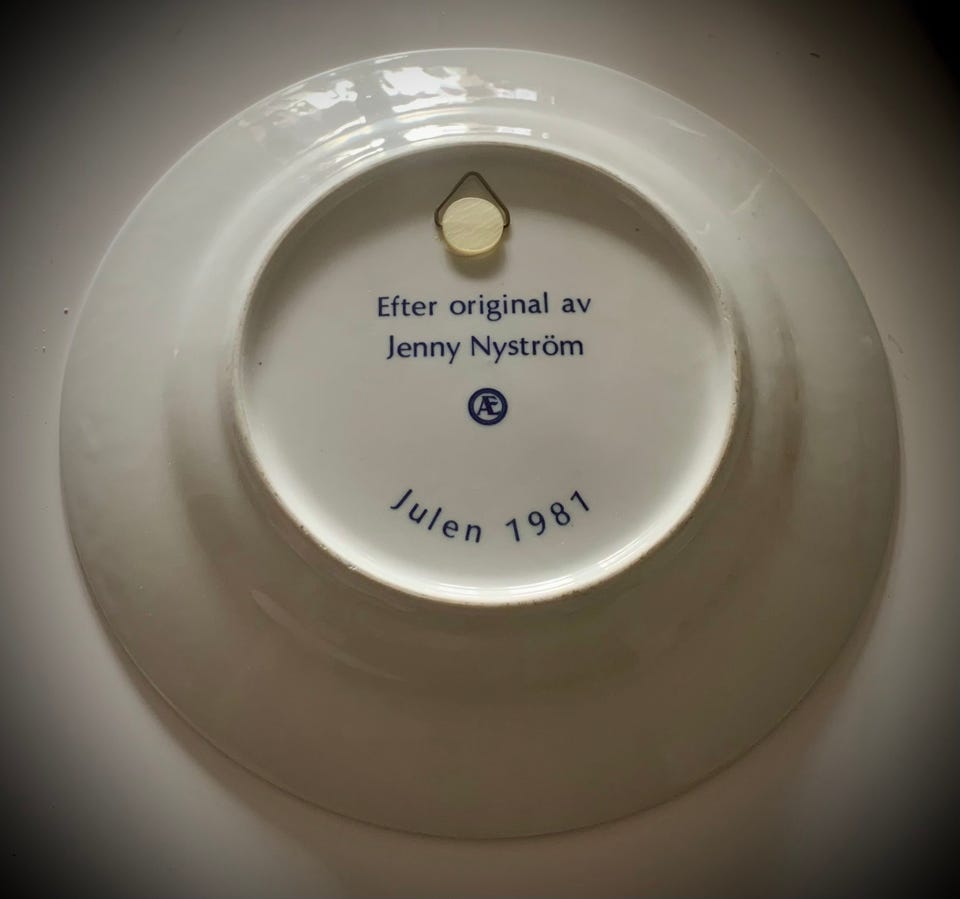 Efter original av
Jenny Nyström
Æ
Julen 1981